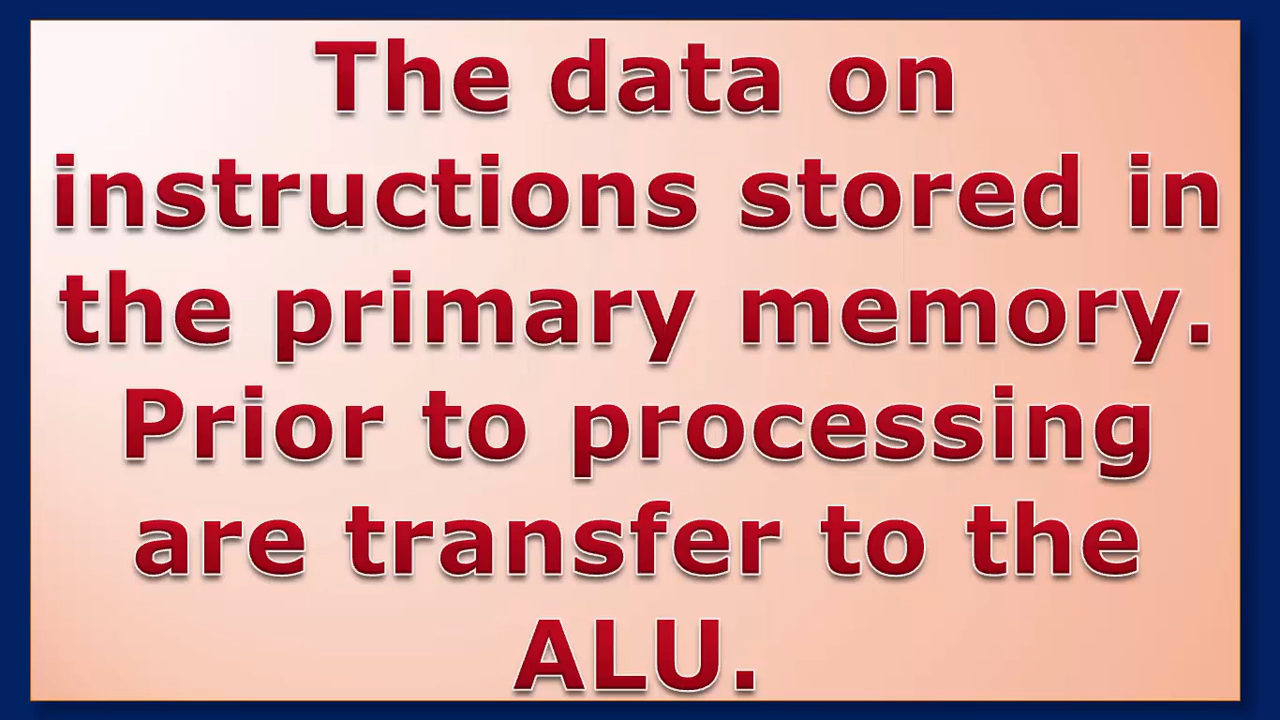 The data on
instructions stored in
the primary memory.
Prior to processing
are transfer to the
ALU.